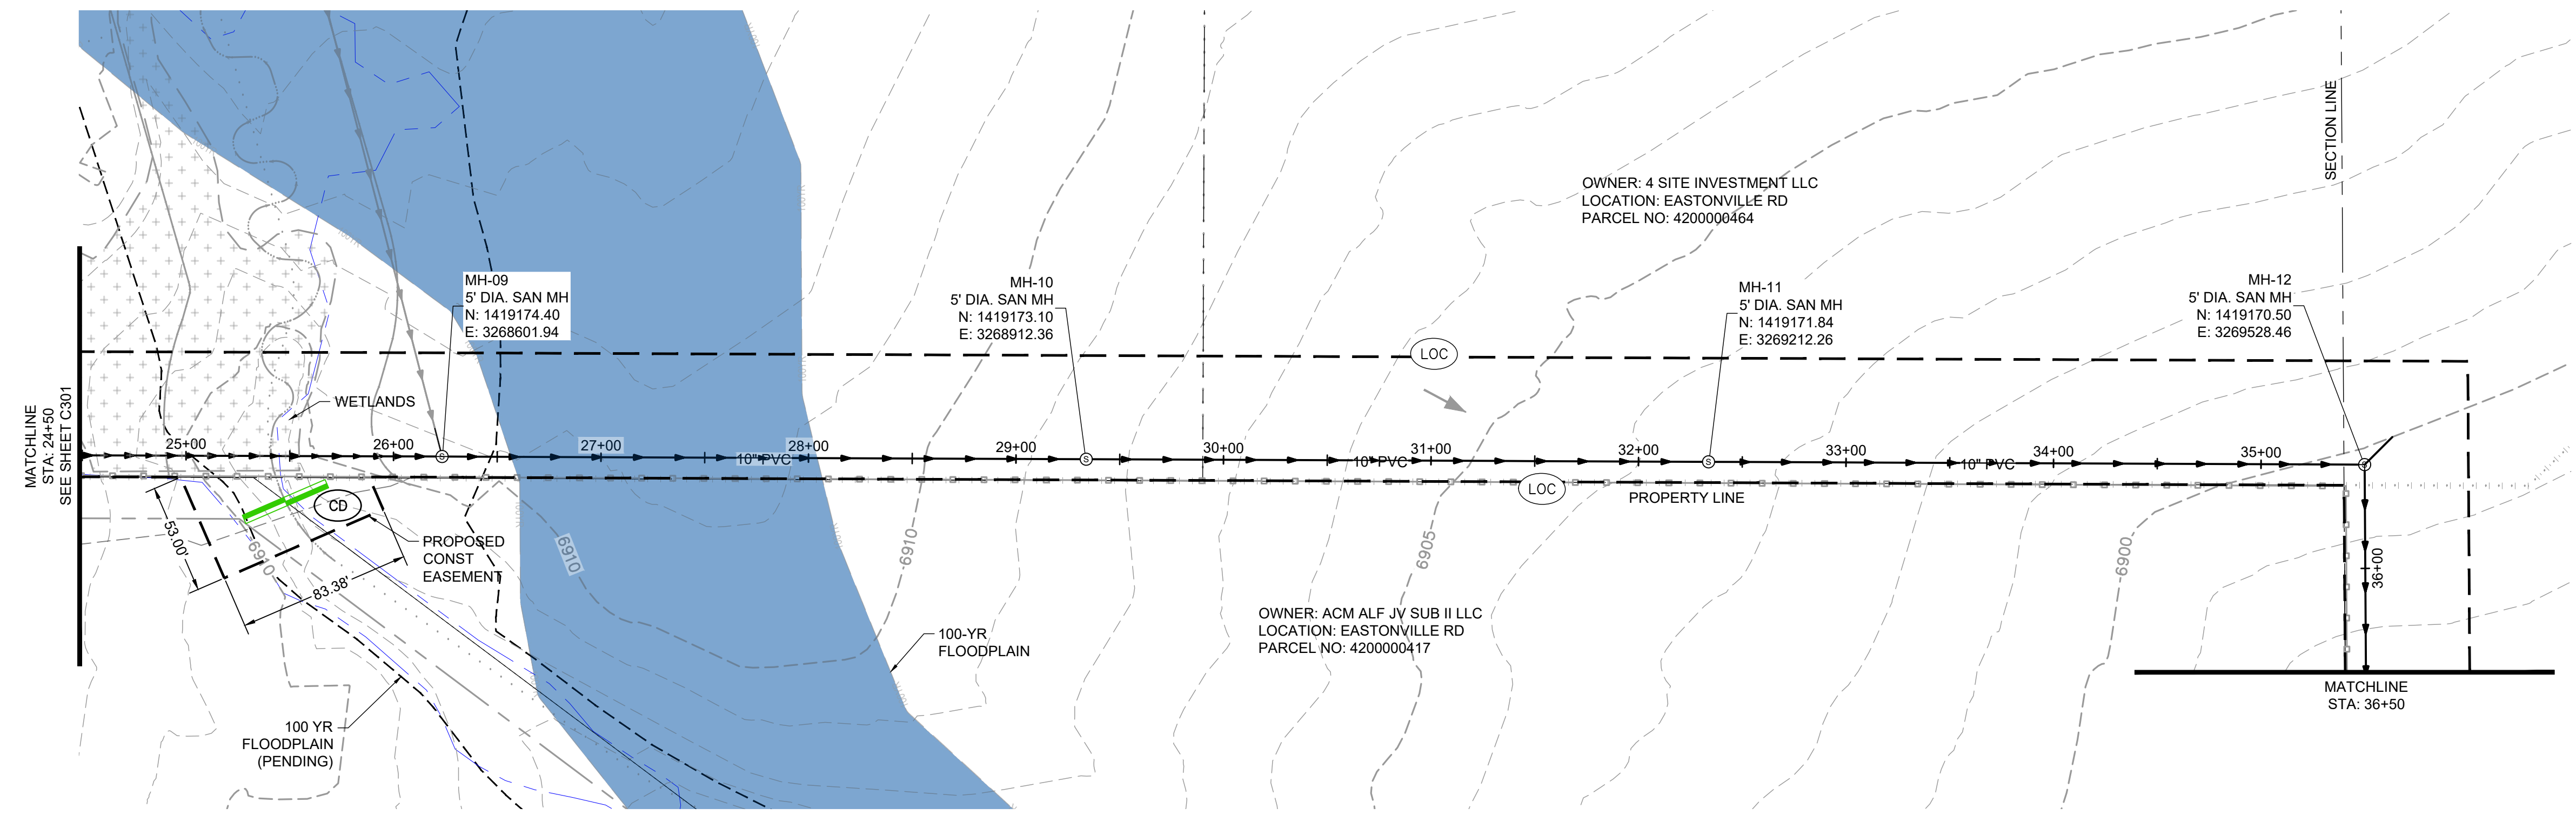 SECTION LINE
OWNER: 4 SITE INVESTMENT LLC
LOCATION: EASTONVILLE RD
PARCEL NO: 4200000464
MH-09
5' DIA. SAN MH
N: 1419174.40
E: 3268601.94
MH-10
5' DIA. SAN MH
N: 1419173.10
E: 3268912.36
MH-11
5' DIA. SAN MH
N: 1419171.84
E: 3269212.26
MH-12
5' DIA. SAN MH
N: 1419170.50
E: 3269528.46
LOC
WETLANDS
MATCHLINE
STA: 24+50
SEE SHEET C301
25+00
26+00
27+00
28+00
29+00
30+00
31+00
32+00
33+00
34+00
35+00
10" PVC
10" PVC
10" PVC
S
S
S
S
LOC
PROPERTY LINE
CD
53.00'
83.38'
PROPOSED
CONST
EASEMENT
6910
6910
6910
6905
6900
36+00
OWNER: ACM ALF JV SUB II LLC
LOCATION: EASTONVILLE RD
PARCEL NO: 4200000417
100-YR
FLOODPLAIN
100 YR
FLOODPLAIN
(PENDING)
MATCHLINE
STA: 36+50